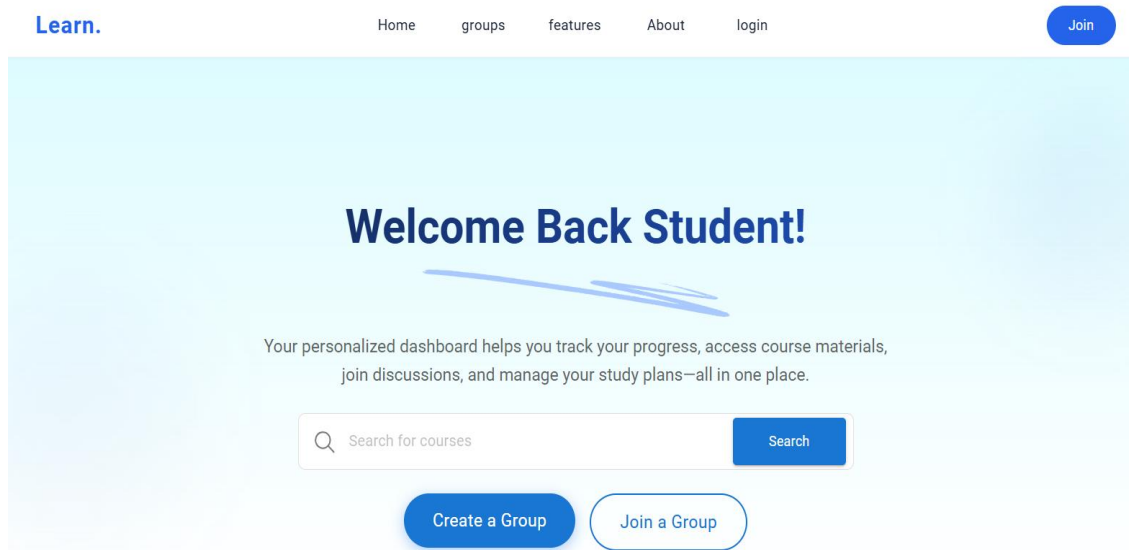 Learn.
Home groups features About login
Join
Welcome Back Student!
Your personalized dashboard helps you track your progress, access course materials,
join discussions, and manage your study plans—all in one place.
Search for courses
Search
Create a Group
Join a Group